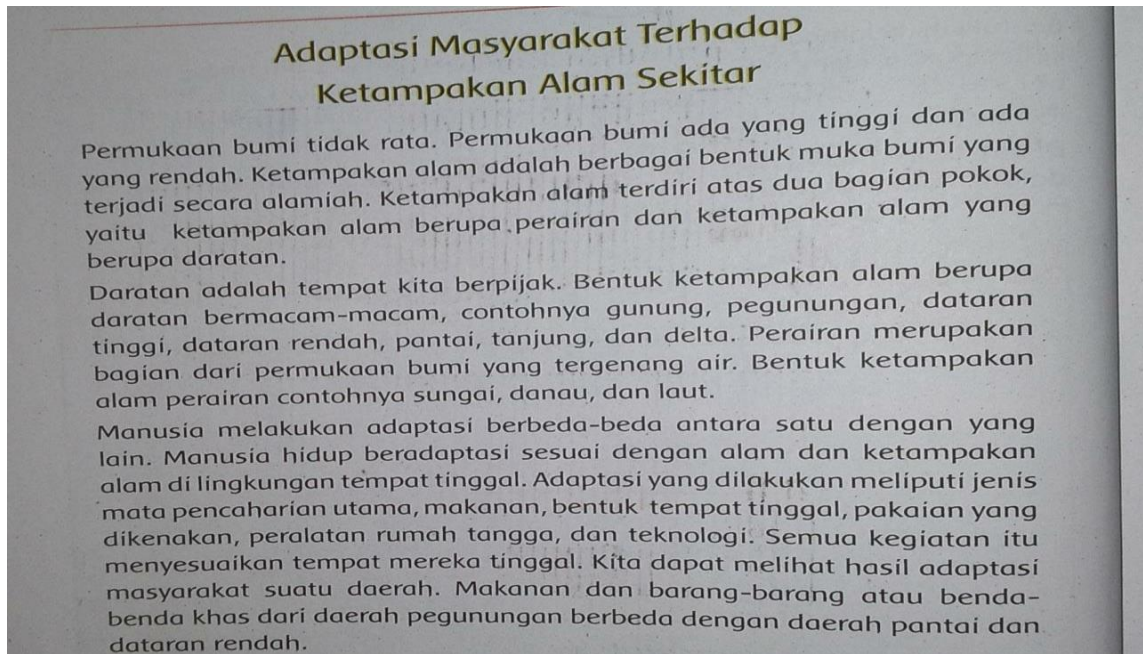 Adaptasi Masyarakat Terhadap
Ketampakan Alam Sekitar
Permukaan bumi tidak rata. Permukaan bumi ada yang tinggi dan ada
yang rendah. Ketampakan alam adalah berbagai bentuk muka bumi yang
terjadi secara alamiah. Ketampakan alam terdiri atas dua bagian pokok,
yaitu ketampakan alam berupa perairan dan ketampakan alam yang
berupa daratan.
Daratan adalah tempat kita berpijak. Bentuk ketampakan alam berupa
daratan bermacam-macam, contohnya gunung, pegunungan, dataran
tinggi, dataran rendah, pantai, tanjung, dan delta. Perairan merupakan
bagian dari permukaan bumi yang tergenang air. Bentuk ketampakan
alam perairan contohnya sungai, danau, dan laut.
Manusia melakukan adaptasi berbeda-beda antara satu dengan yang
lain. Manusia hidup beradaptasi sesuai dengan alam dan ketampakan
alam di lingkungan tempat tinggal. Adaptasi yang dilakukan meliputi jenis
mata pencaharian utama, makanan, bentuk tempat tinggal, pakaian yang
dikenakan, peralatan rumah tangga, dan teknologi. Semua kegiatan itu
menyesuaikan tempat mereka tinggal. Kita dapat melihat hasil adaptasi
masyarakat suatu daerah. Makanan dan barang-barang atau benda-
benda khas dari daerah pegunungan berbeda dengan daerah pantai dan
dataran rendah.